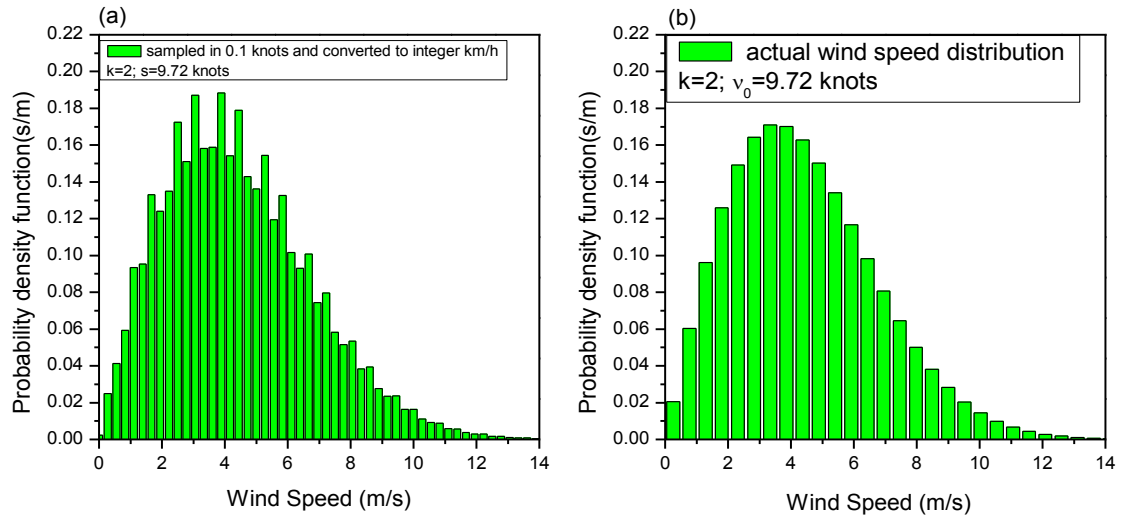 (a)
sampled in 0.1 knots and converted to integer km/h
k=2; s=9.72 knots
0.22
0.20
0.18
0.16
0.14
0.12
0.10
0.08
0.06
0.04
0.02
0.00
Probability density function(s/m)
0 2 4 6 8 10 12 14
Wind Speed (m/s)
(b)
actual wind speed distribution
k=2; ν₀=9.72 knots
0.22
0.20
0.18
0.16
0.14
0.12
0.10
0.08
0.06
0.04
0.02
0.00
Probability density function(s/m)
0 2 4 6 8 10 12 14
Wind Speed (m/s)